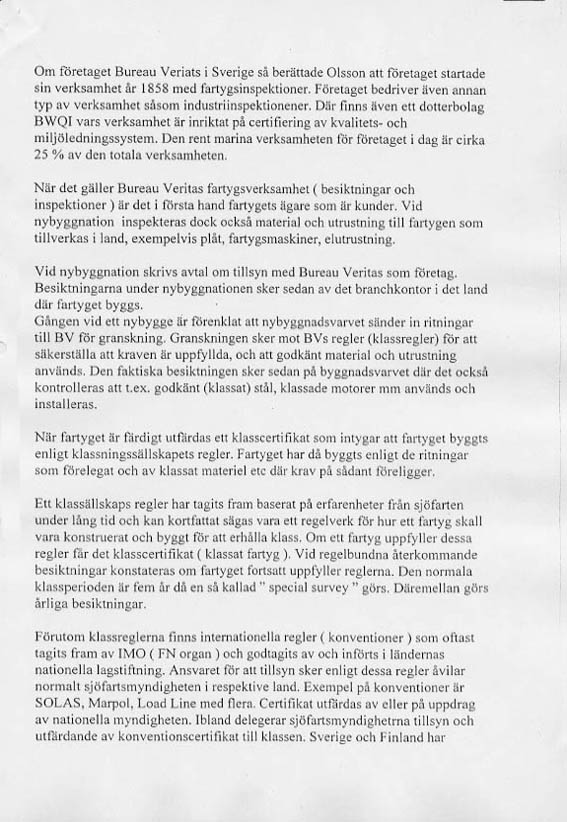 Om företaget Bureau Veriats i Sverige så berättade Olsson att företaget startade
sin verksamhet år 1858 med fartygsinspektioner. Företaget bedriver även annan
typ av verksamhet såsom industriinspektionener. Där finns även ett dotterbolag
BWQI vars verksamhet är inriktat på certifiering av kvalitets- och
miljöledningssystem. Den rent marina verksamheten för företaget i dag är cirka
25 % av den totala verksamheten.

När det gäller Bureau Veritas fartygsverksamhet ( besiktningar och
inspektioner ) är det i första hand fartygets ägare som är kunder. Vid
nybyggnation inspekteras dock också material och utrustning till fartygen som
tillverkas i land, exempelvis plåt, fartygsmaskiner, elutrustning.

Vid nybyggnation skrivs avtal om tillsyn med Bureau Veritas som företag.
Besiktningarna under nybyggnationen sker sedan av det branchkontor i det land
där fartyget byggs.
Gången vid ett nybygge är förenklat att nybyggnadsvarvet sänder in ritningar
till BV för granskning. Granskningen sker mot BVs regler (klassregler) för att
säkerställa att kraven är uppfyllda, och att godkänt material och utrustning
används. Den faktiska besiktningen sker sedan på byggnadsvarvet där det också
kontrolleras att t.ex. godkänt (klassat) stål, klassade motorer mm används och
installeras.

När fartyget är färdigt utfärdas ett klasscertifikat som intygar att fartyget byggts
enligt klassningssällskapets regler. Fartyget har då byggts enligt de ritningar
som förelegat och av klassat materiel etc där krav på sådant föreligger.

Ett klassällskaps regler har tagits fram baserat på erfarenheter från sjöfarten
under lång tid och kan kortfattat sägas vara ett regelverk för hur ett fartyg skall
vara konstruerat och byggt för att erhålla klass. Om ett fartyg uppfyller dessa
regler får det klasscertifikat ( klassat fartyg ). Vid regelbundna återkommande
besiktningar konstateras om fartyget fortsatt uppfyller reglerna. Den normala
klassperioden är fem år då en så kallad " special survey " görs. Däremellan görs
årliga besiktningar.

Förutom klassreglerna finns internationella regler ( konventioner ) som oftast
tagits fram av IMO ( FN organ ) och godtagits av och införts i ländernas
nationella lagstiftning. Ansvaret för att tillsyn sker enligt dessa regler åvilar
normalt sjöfartsmyndigheten i respektive land. Exempel på konventioner är
SOLAS, Marpol, Load Line med flera. Certifikat utfärdas av eller på uppdrag
av nationella myndigheten. Ibland delegerar sjöfartsmyndighetrna tillsyn och
utfärdande av konventionscertifikat till klassen. Sverige och Finland har